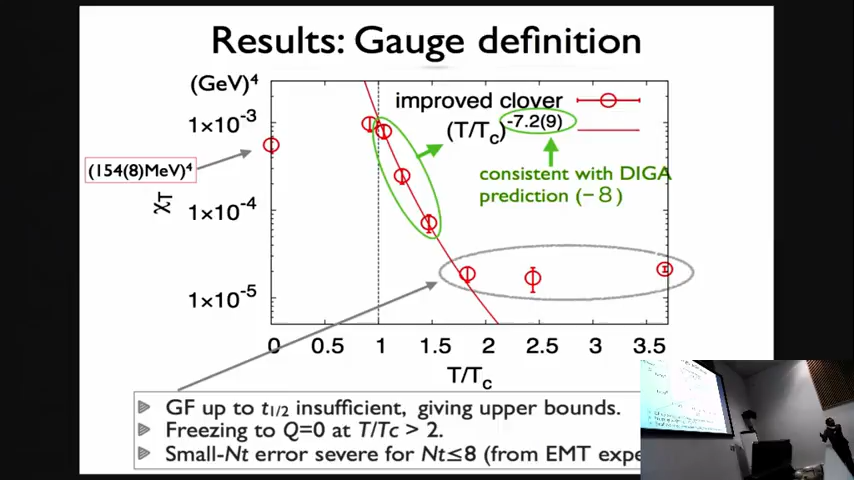 Results: Gauge definition
(GeV)⁴
improved clover
(T/Tc)-7.2(9)
1×10-3
(154(8)MeV)⁴
consistent with DIGA
prediction (−8)
χT
1×10-4
1×10-5
0 0.5 1 1.5 2 2.5 3 3.5
T/Tc
GF up to t1/2 insufficient, giving upper bounds.
Freezing to Q=0 at T/Tc > 2.
Small-Nt error severe for Nt≤8 (from EMT expe